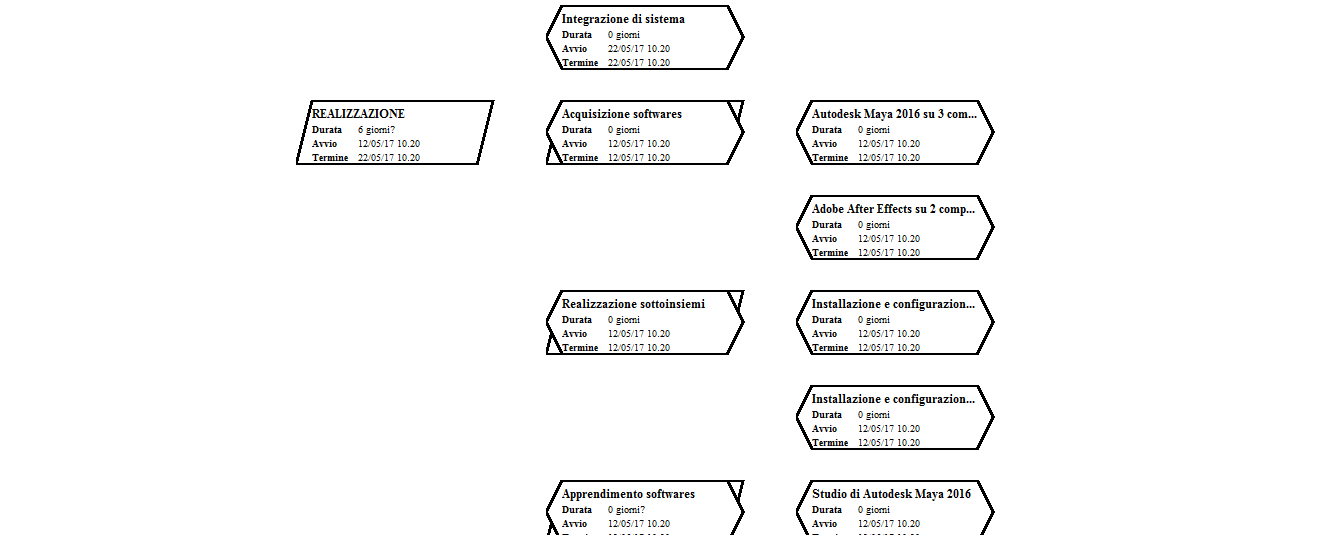 Integrazione di sistema
Durata 0 giorni
Avvio 22/05/17 10.20
Termine 22/05/17 10.20
REALIZZAZIONE
Durata 6 giorni?
Avvio 12/05/17 10.20
Termine 22/05/17 10.20
Acquisizione softwares
Durata 0 giorni
Avvio 12/05/17 10.20
Termine 12/05/17 10.20
Autodesk Maya 2016 su 3 com...
Durata 0 giorni
Avvio 12/05/17 10.20
Termine 12/05/17 10.20
Adobe After Effects su 2 comp...
Durata 0 giorni
Avvio 12/05/17 10.20
Termine 12/05/17 10.20
Realizzazione sottoinsiemi
Durata 0 giorni
Avvio 12/05/17 10.20
Termine 12/05/17 10.20
Installazione e configurazion...
Durata 0 giorni
Avvio 12/05/17 10.20
Termine 12/05/17 10.20
Installazione e configurazion...
Durata 0 giorni
Avvio 12/05/17 10.20
Termine 12/05/17 10.20
Apprendimento softwares
Durata 0 giorni?
Avvio 12/05/17 10.20
Studio di Autodesk Maya 2016
Durata 0 giorni
Avvio 12/05/17 10.20